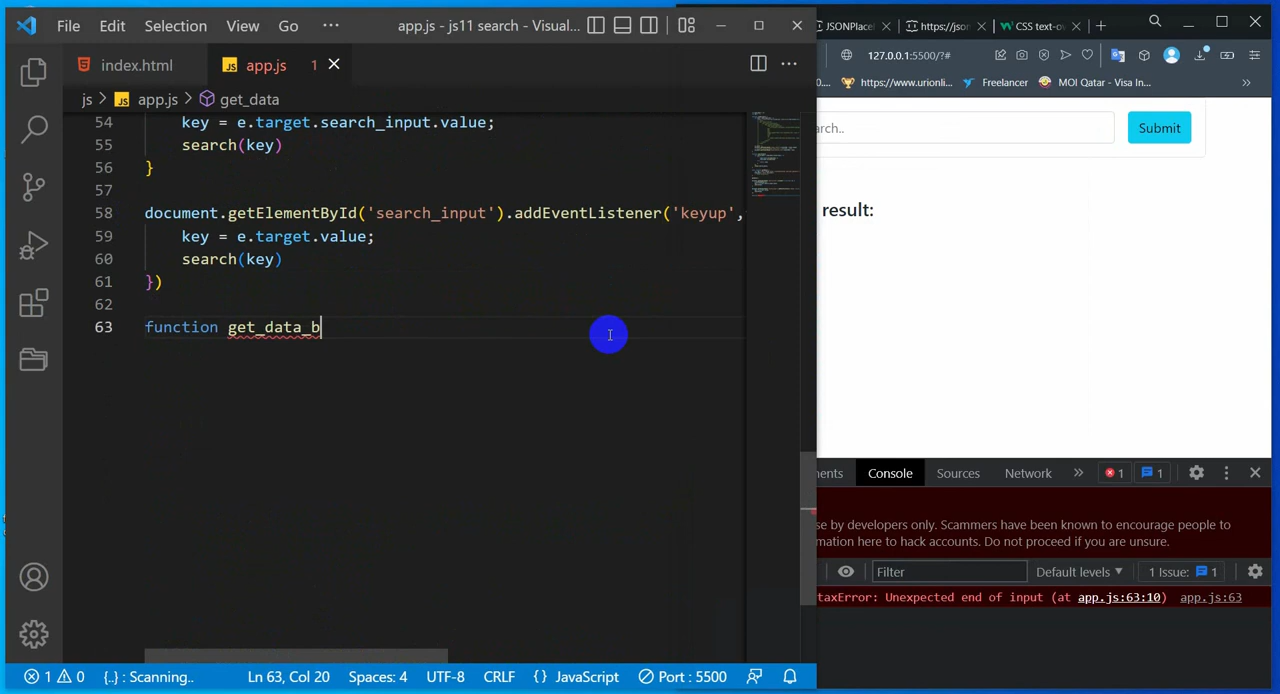 File Edit Selection View Go ··· app.js - js11 search - Visual...
index.html app.js 1
js > app.js > get_data
54 key = e.target.search_input.value;
55 search(key)
56 }
57
58 document.getElementById('search_input').addEventListener('keyup',
59 key = e.target.value;
60 search(key)
61 })
62
63 function get_data_b
1 0 {..} : Scanning.. Ln 63, Col 20 Spaces: 4 UTF-8 CRLF {} JavaScript Port : 5500
JSONPlace https://json CSS text-ov
127.0.0.1:5500/?#
0... https://www.urionli... Freelancer MOI Qatar - Visa In... »
arch.. Submit
result:
ments Console Sources Network » 1 1
se by developers only. Scammers have been known to encourage people to
mation here to hack accounts. Do not proceed if you are unsure.
Filter Default levels ▼ 1 Issue: 1
taxError: Unexpected end of input (at app.js:63:10) app.js:63